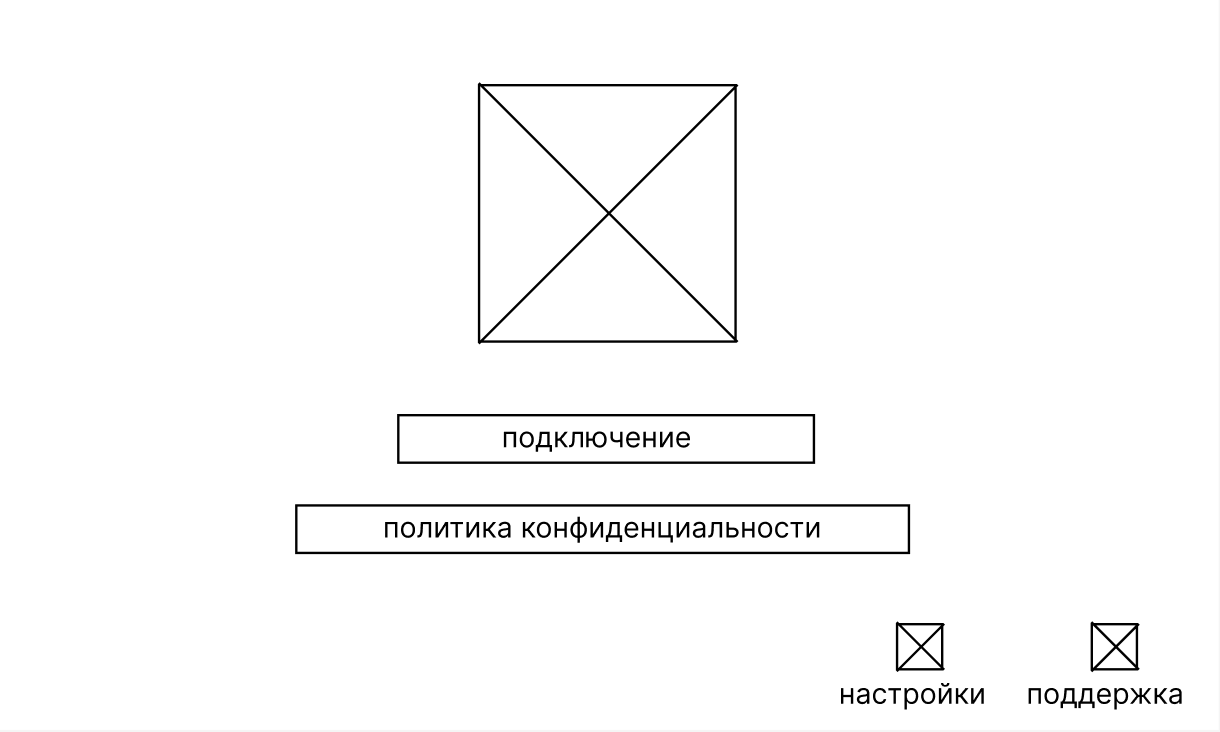 подключение
политика конфиденциальности
настройки
поддержка